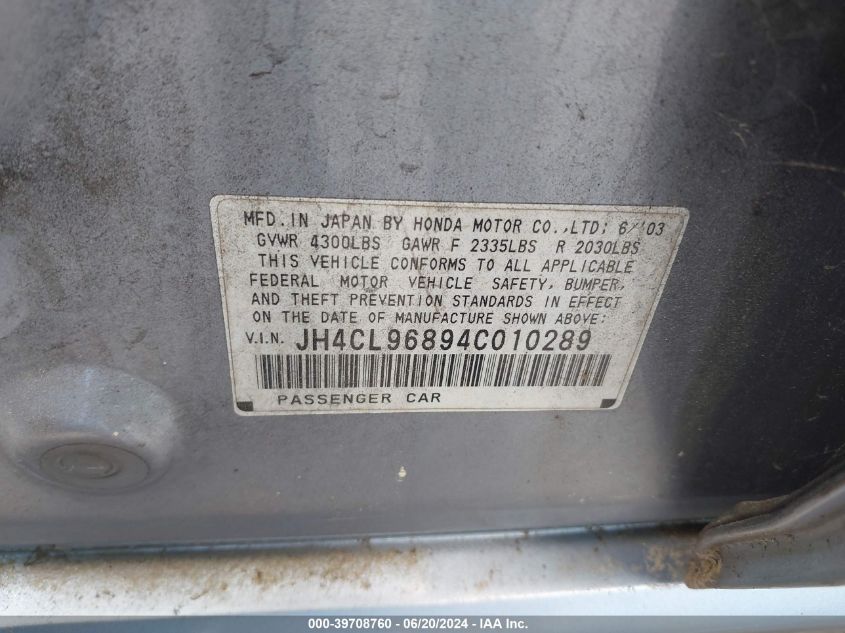 MFD. IN JAPAN BY HONDA MOTOR CO.,LTD: 6/'03
GVWR 4300LBS GAWR F 2335LBS R 2030LBS
THIS VEHICLE CONFORMS TO ALL APPLICABLE
FEDERAL MOTOR VEHICLE SAFETY, BUMPER,
AND THEFT PREVENTION STANDARDS IN EFFECT
ON THE DATE OF MANUFACTURE SHOWN ABOVE:
V.I.N. JH4CL96894C010289
PASSENGER CAR
000-39708760 - 06/20/2024 - IAA Inc.